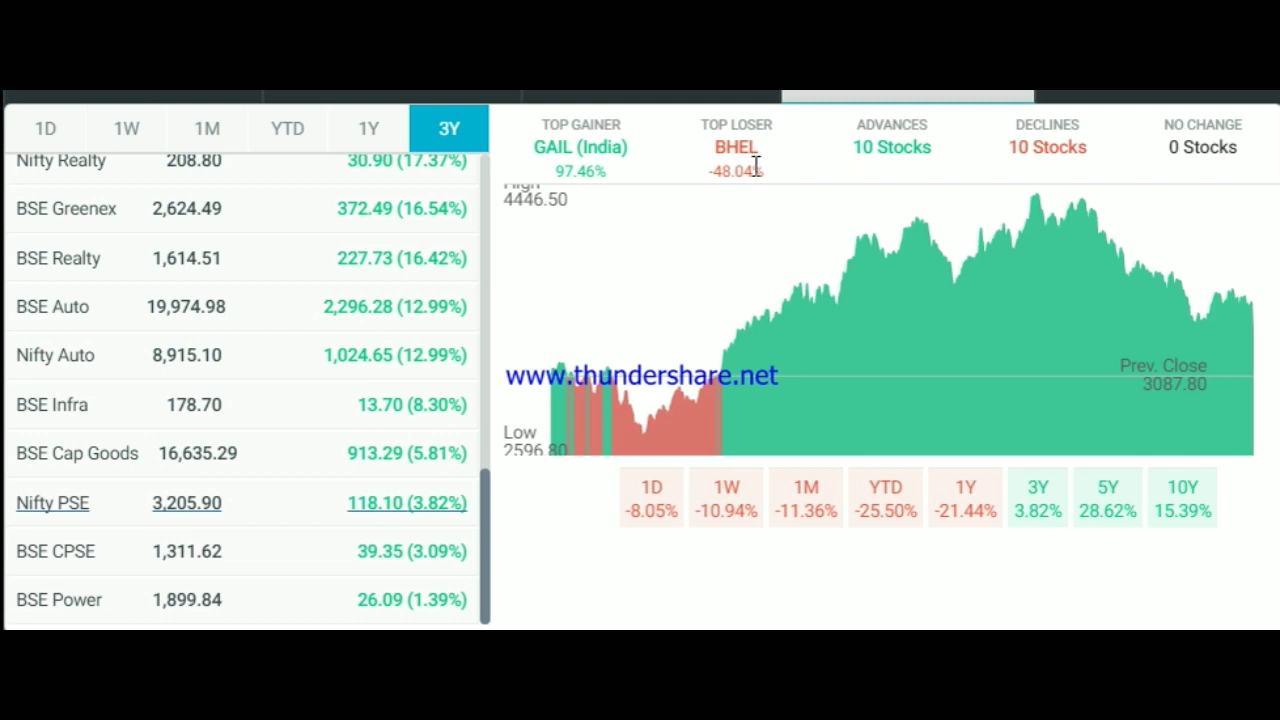 1D 1W 1M YTD 1Y 3Y
Nifty Realty 208.80 30.90 (17.37%)
BSE Greenex 2,624.49 372.49 (16.54%)
BSE Realty 1,614.51 227.73 (16.42%)
BSE Auto 19,974.98 2,296.28 (12.99%)
Nifty Auto 8,915.10 1,024.65 (12.99%)
BSE Infra 178.70 13.70 (8.30%)
BSE Cap Goods 16,635.29 913.29 (5.81%)
Nifty PSE 3,205.90 118.10 (3.82%)
BSE CPSE 1,311.62 39.35 (3.09%)
BSE Power 1,899.84 26.09 (1.39%)
TOP GAINER TOP LOSER ADVANCES DECLINES NO CHANGE
GAIL (India) BHEL 10 Stocks 10 Stocks 0 Stocks
97.46% -48.04%
High
4446.50
www.thundershare.net
Prev. Close
3087.80
Low
2596.80
1D 1W 1M YTD 1Y 3Y 5Y 10Y
-8.05% -10.94% -11.36% -25.50% -21.44% 3.82% 28.62% 15.39%